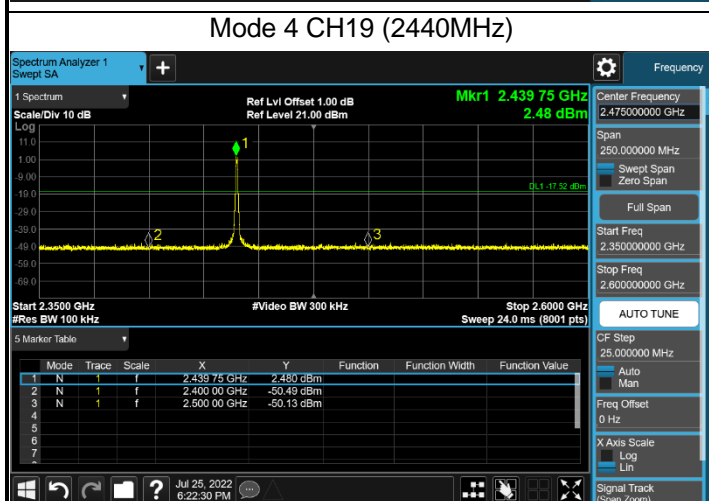 Mode 4 CH19 (2440MHz)
Spectrum Analyzer 1
Swept SA
+
Frequency
1 Spectrum
Scale/Div 10 dB
Ref Lvl Offset 1.00 dB
Ref Level 21.00 dBm
Mkr1 2.439 75 GHz
2.48 dBm
Log
11.0
1.00
-9.00
-19.0
-29.0
-39.0
-49.0
-59.0
-69.0
1
2
3
DL1 -17.52 dBm
Start 2.3500 GHz
#Res BW 100 kHz
#Video BW 300 kHz
Stop 2.6000 GHz
Sweep 24.0 ms (8001 pts)
5 Marker Table
Mode Trace Scale X Y Function Function Width Function Value
1 N 1 f 2.439 75 GHz 2.480 dBm
2 N 1 f 2.400 00 GHz -50.49 dBm
3 N 1 f 2.500 00 GHz -50.13 dBm
4
5
6
7
Center Frequency
2.475000000 GHz
Span
250.000000 MHz
Swept Span
Zero Span
Full Span
Start Freq
2.350000000 GHz
Stop Freq
2.600000000 GHz
AUTO TUNE
CF Step
25.000000 MHz
Auto
Man
Freq Offset
0 Hz
X Axis Scale
Log
Lin
Signal Track
(Span Zoom)
?
Jul 25, 2022
6:22:30 PM